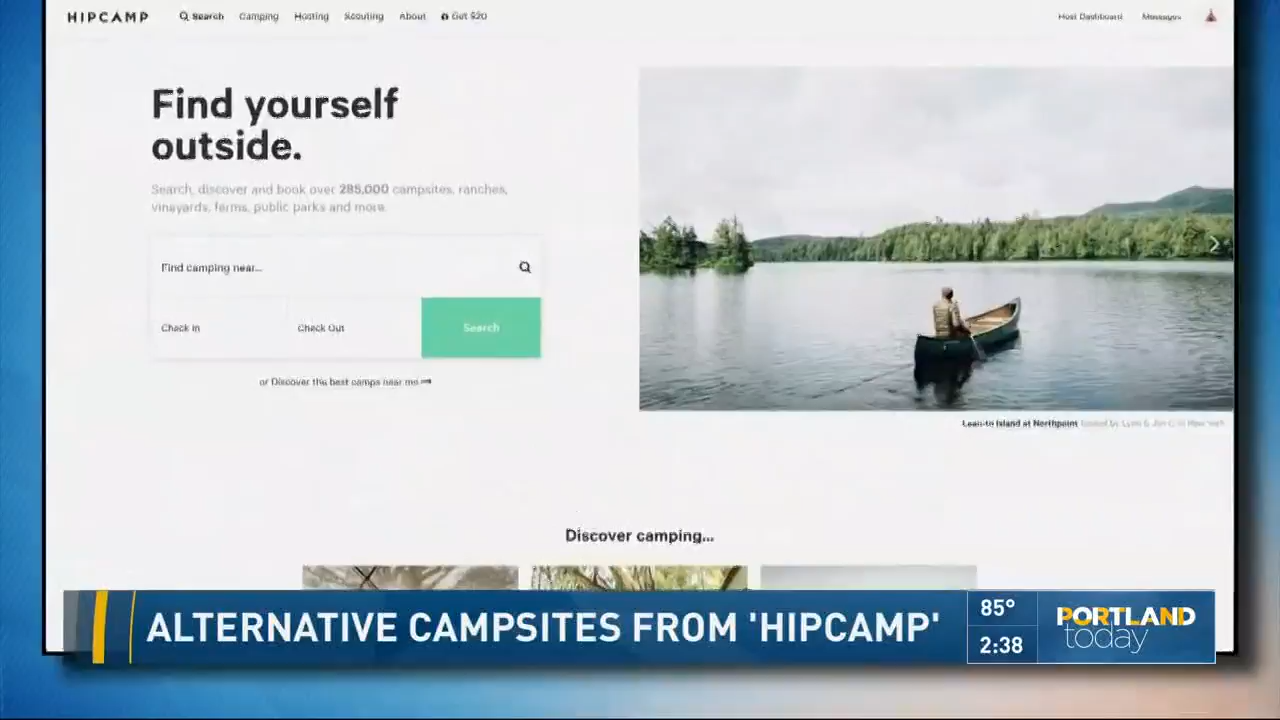 HIPCAMP
Search Camping Hosting Scouting About Get $20
Host Dashboard Messages
Find yourself
outside.
Search, discover and book over 285,000 campsites, ranches,
vineyards, farms, public parks and more.
Find camping near...
Check In Check Out Search
or Discover the best camps near me
Lean-to Island at Northpoint
Discover camping...
ALTERNATIVE CAMPSITES FROM 'HIPCAMP'
85°
2:38
PORTLAND
today